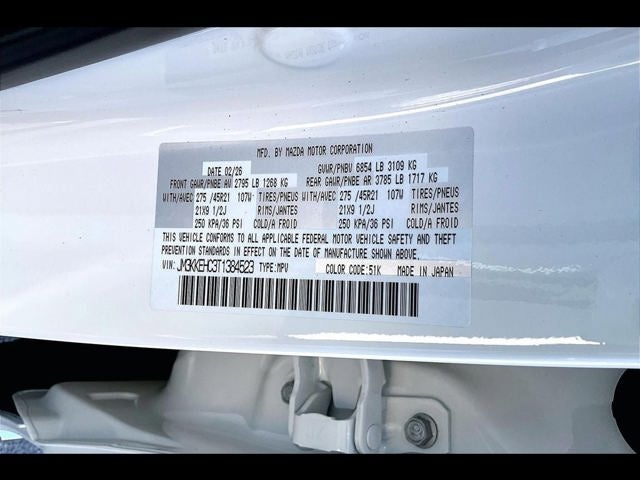 MFD. BY MAZDA MOTOR CORPORATION
DATE 02/26 GVWR/PNBV 6854 LB 3109 KG
FRONT GAWR/PNBE AV 2795 LB 1268 KG REAR GAWR/PNBE AR 3785 LB 1717 KG
WITH/AVEC 275 /45R21 107W TIRES/PNEUS WITH/AVEC 275 /45R21 107W TIRES/PNEUS
21X9 1/2J RIMS/JANTES 21X9 1/2J RIMS/JANTES
250 KPA/36 PSI COLD/A FROID 250 KPA/36 PSI COLD/A FROID
THIS VEHICLE CONFORMS TO ALL APPLICABLE FEDERAL MOTOR VEHICLE SAFETY AND THEFT
PREVENTION STANDARDS IN EFFECT ON THE DATE OF MANUFACTURE SHOWN ABOVE.
VIN: JM3KKEHC3T1384523 TYPE:MPV COLOR CODE:51K MADE IN JAPAN